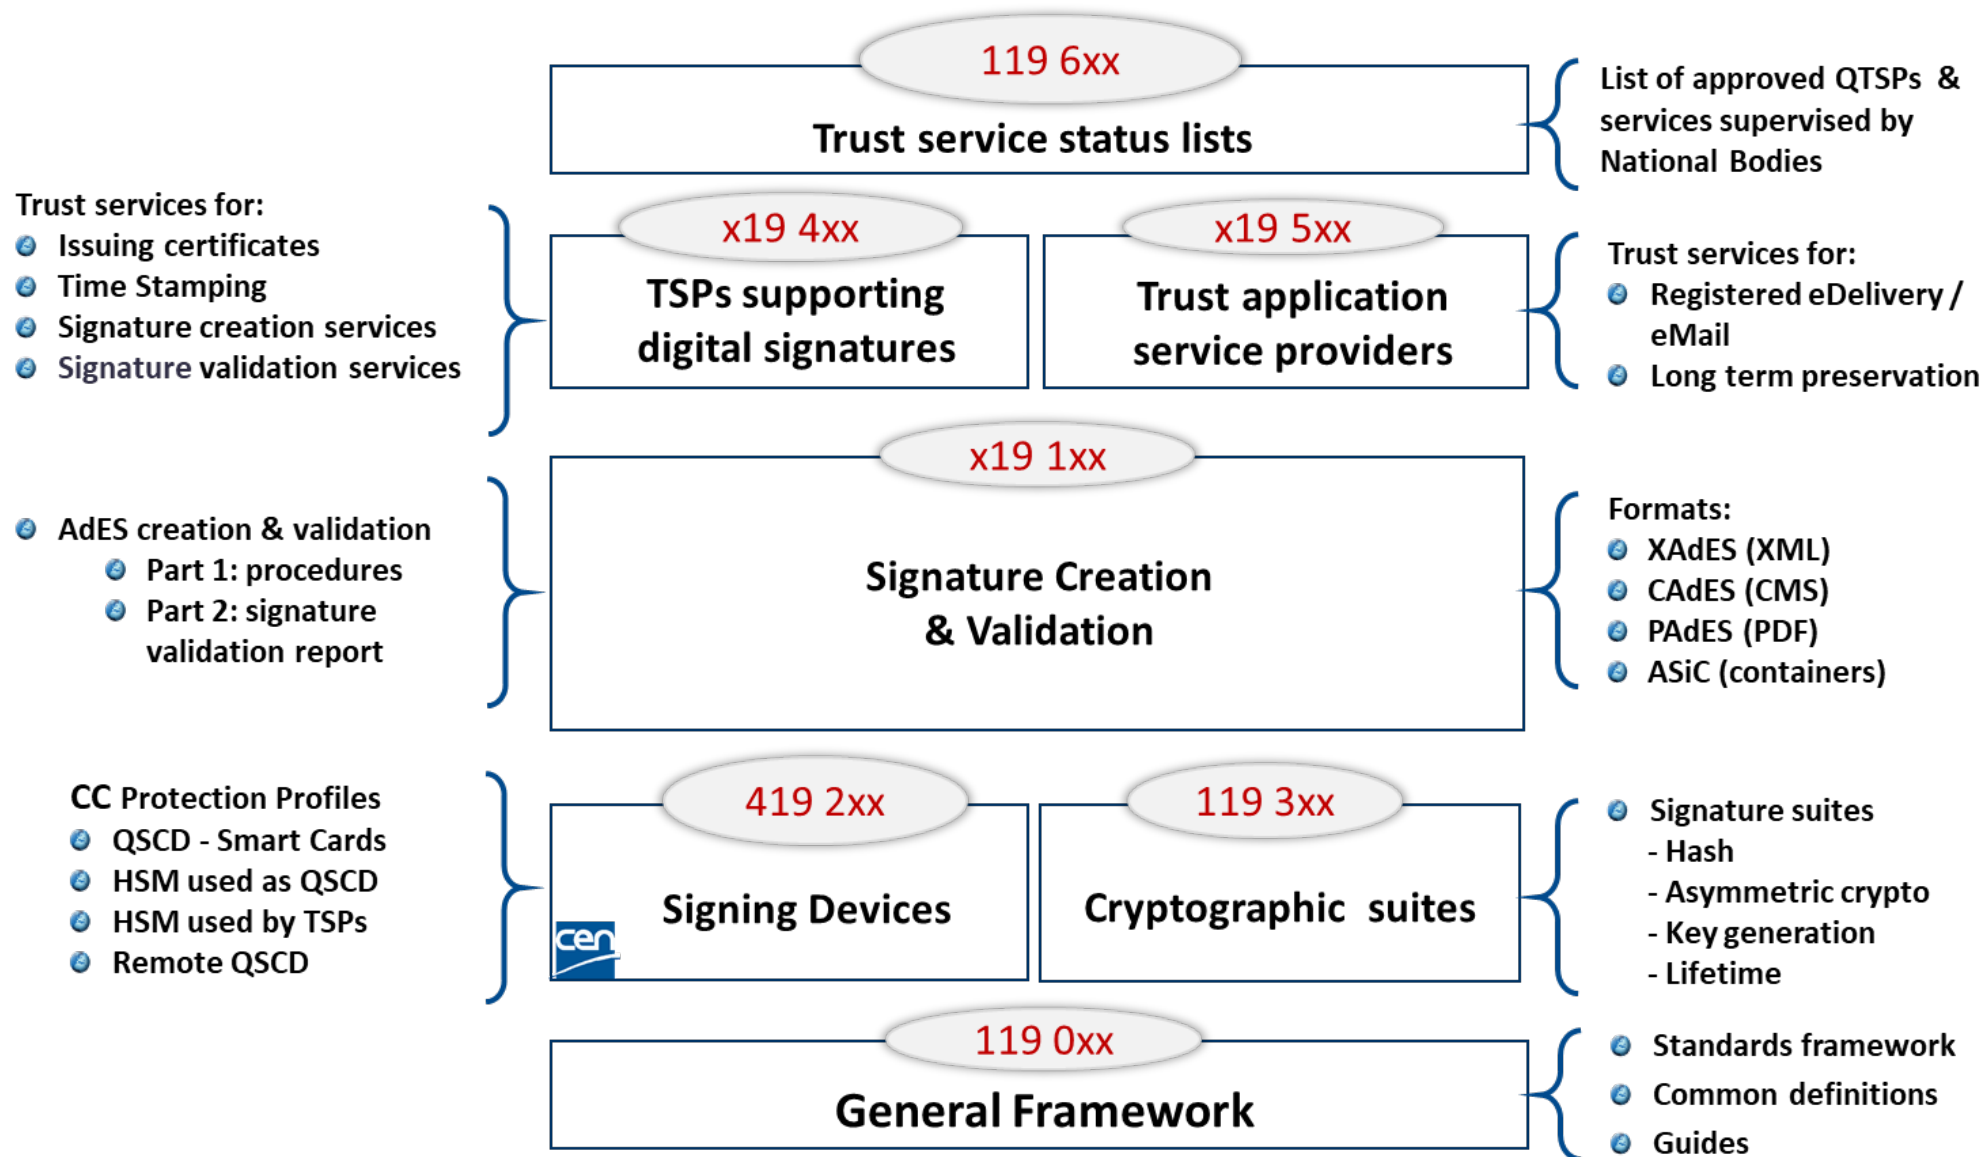 119 6xx
Trust service status lists
List of approved QTSPs &
services supervised by
National Bodies
Trust services for:
Issuing certificates
Time Stamping
Signature creation services
Signature validation services
x19 4xx
TSPs supporting
digital signatures
x19 5xx
Trust application
service providers
Trust services for:
Registered eDelivery /
eMail
Long term preservation
AdES creation & validation
Part 1: procedures
Part 2: signature
validation report
x19 1xx
Signature Creation
& Validation
Formats:
XAdES (XML)
CAdES (CMS)
PAdES (PDF)
ASiC (containers)
CC Protection Profiles
QSCD - Smart Cards
HSM used as QSCD
HSM used by TSPs
Remote QSCD
419 2xx
Signing Devices
cen
119 3xx
Cryptographic suites
Signature suites
- Hash
- Asymmetric crypto
- Key generation
- Lifetime
119 0xx
General Framework
Standards framework
Common definitions
Guides